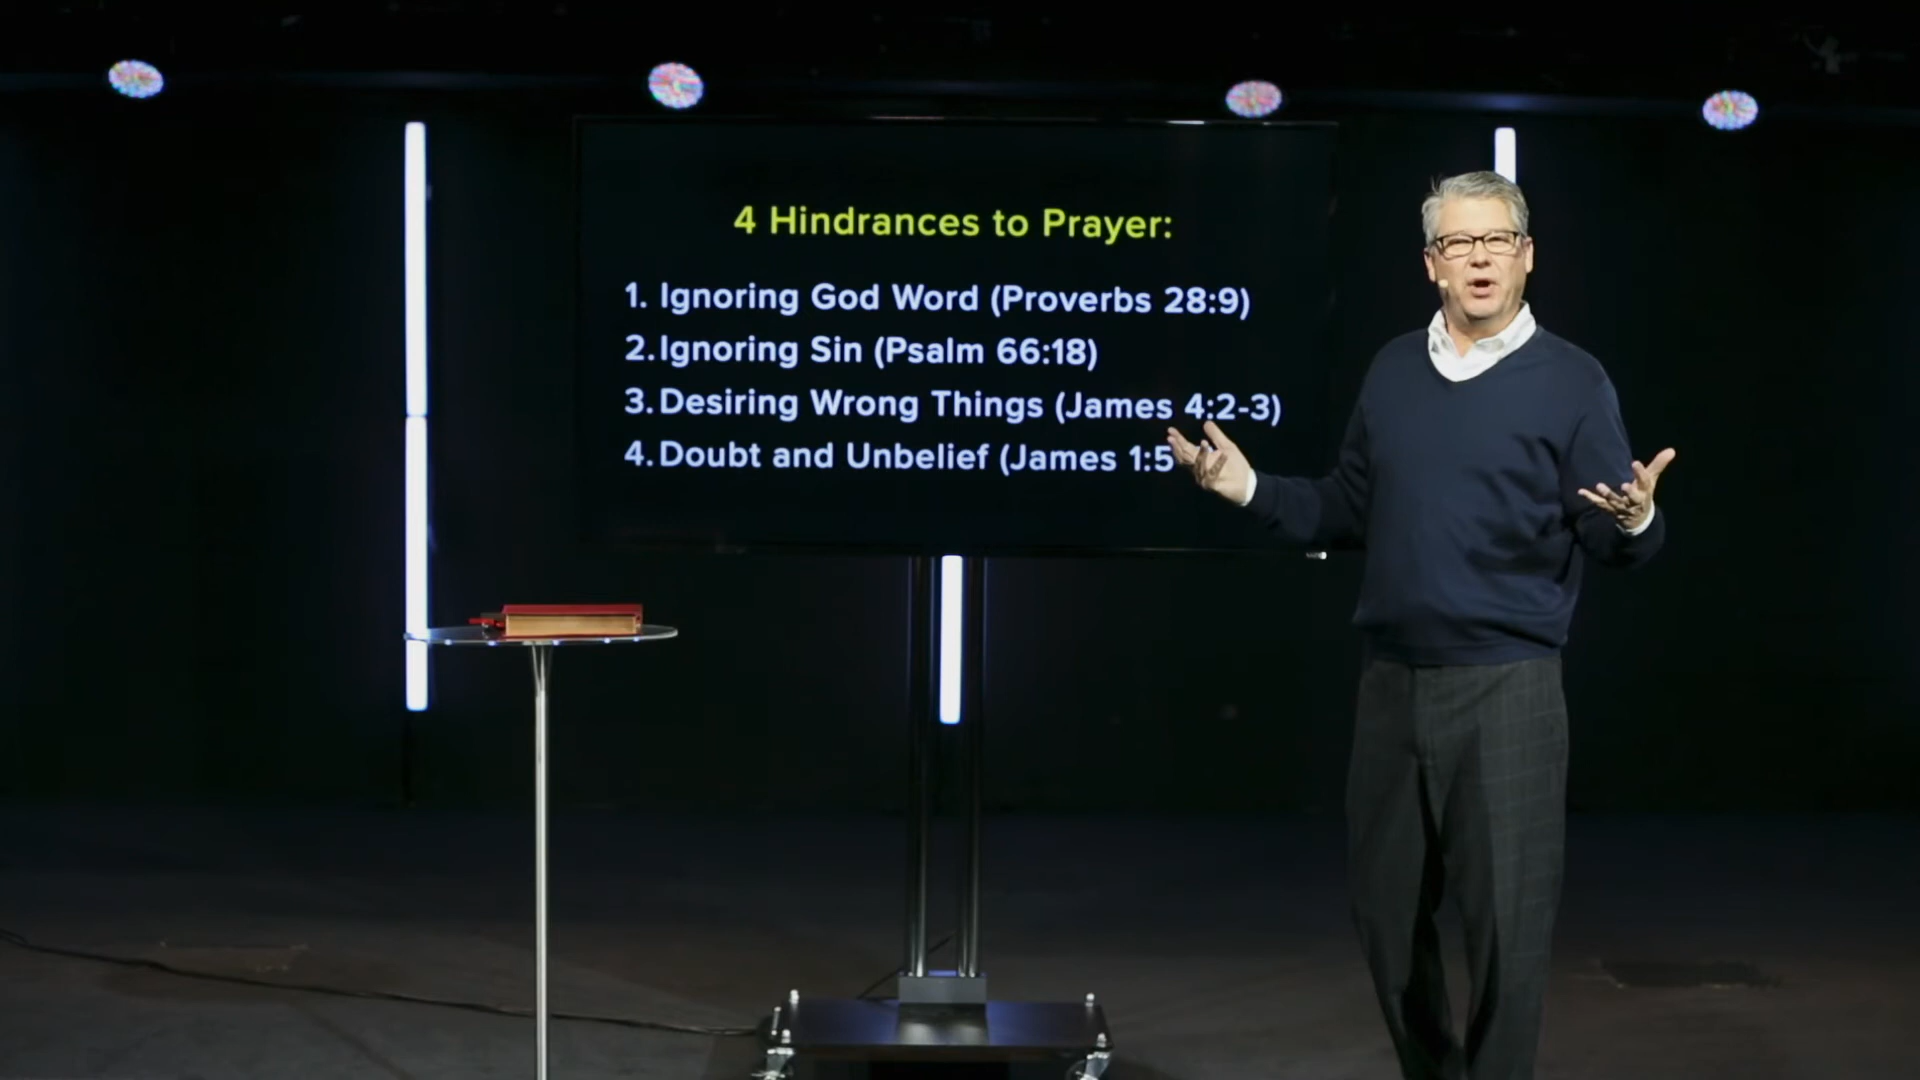 4 Hindrances to Prayer:
1. Ignoring God Word (Proverbs 28:9)
2. Ignoring Sin (Psalm 66:18)
3. Desiring Wrong Things (James 4:2-3)
4. Doubt and Unbelief (James 1:5